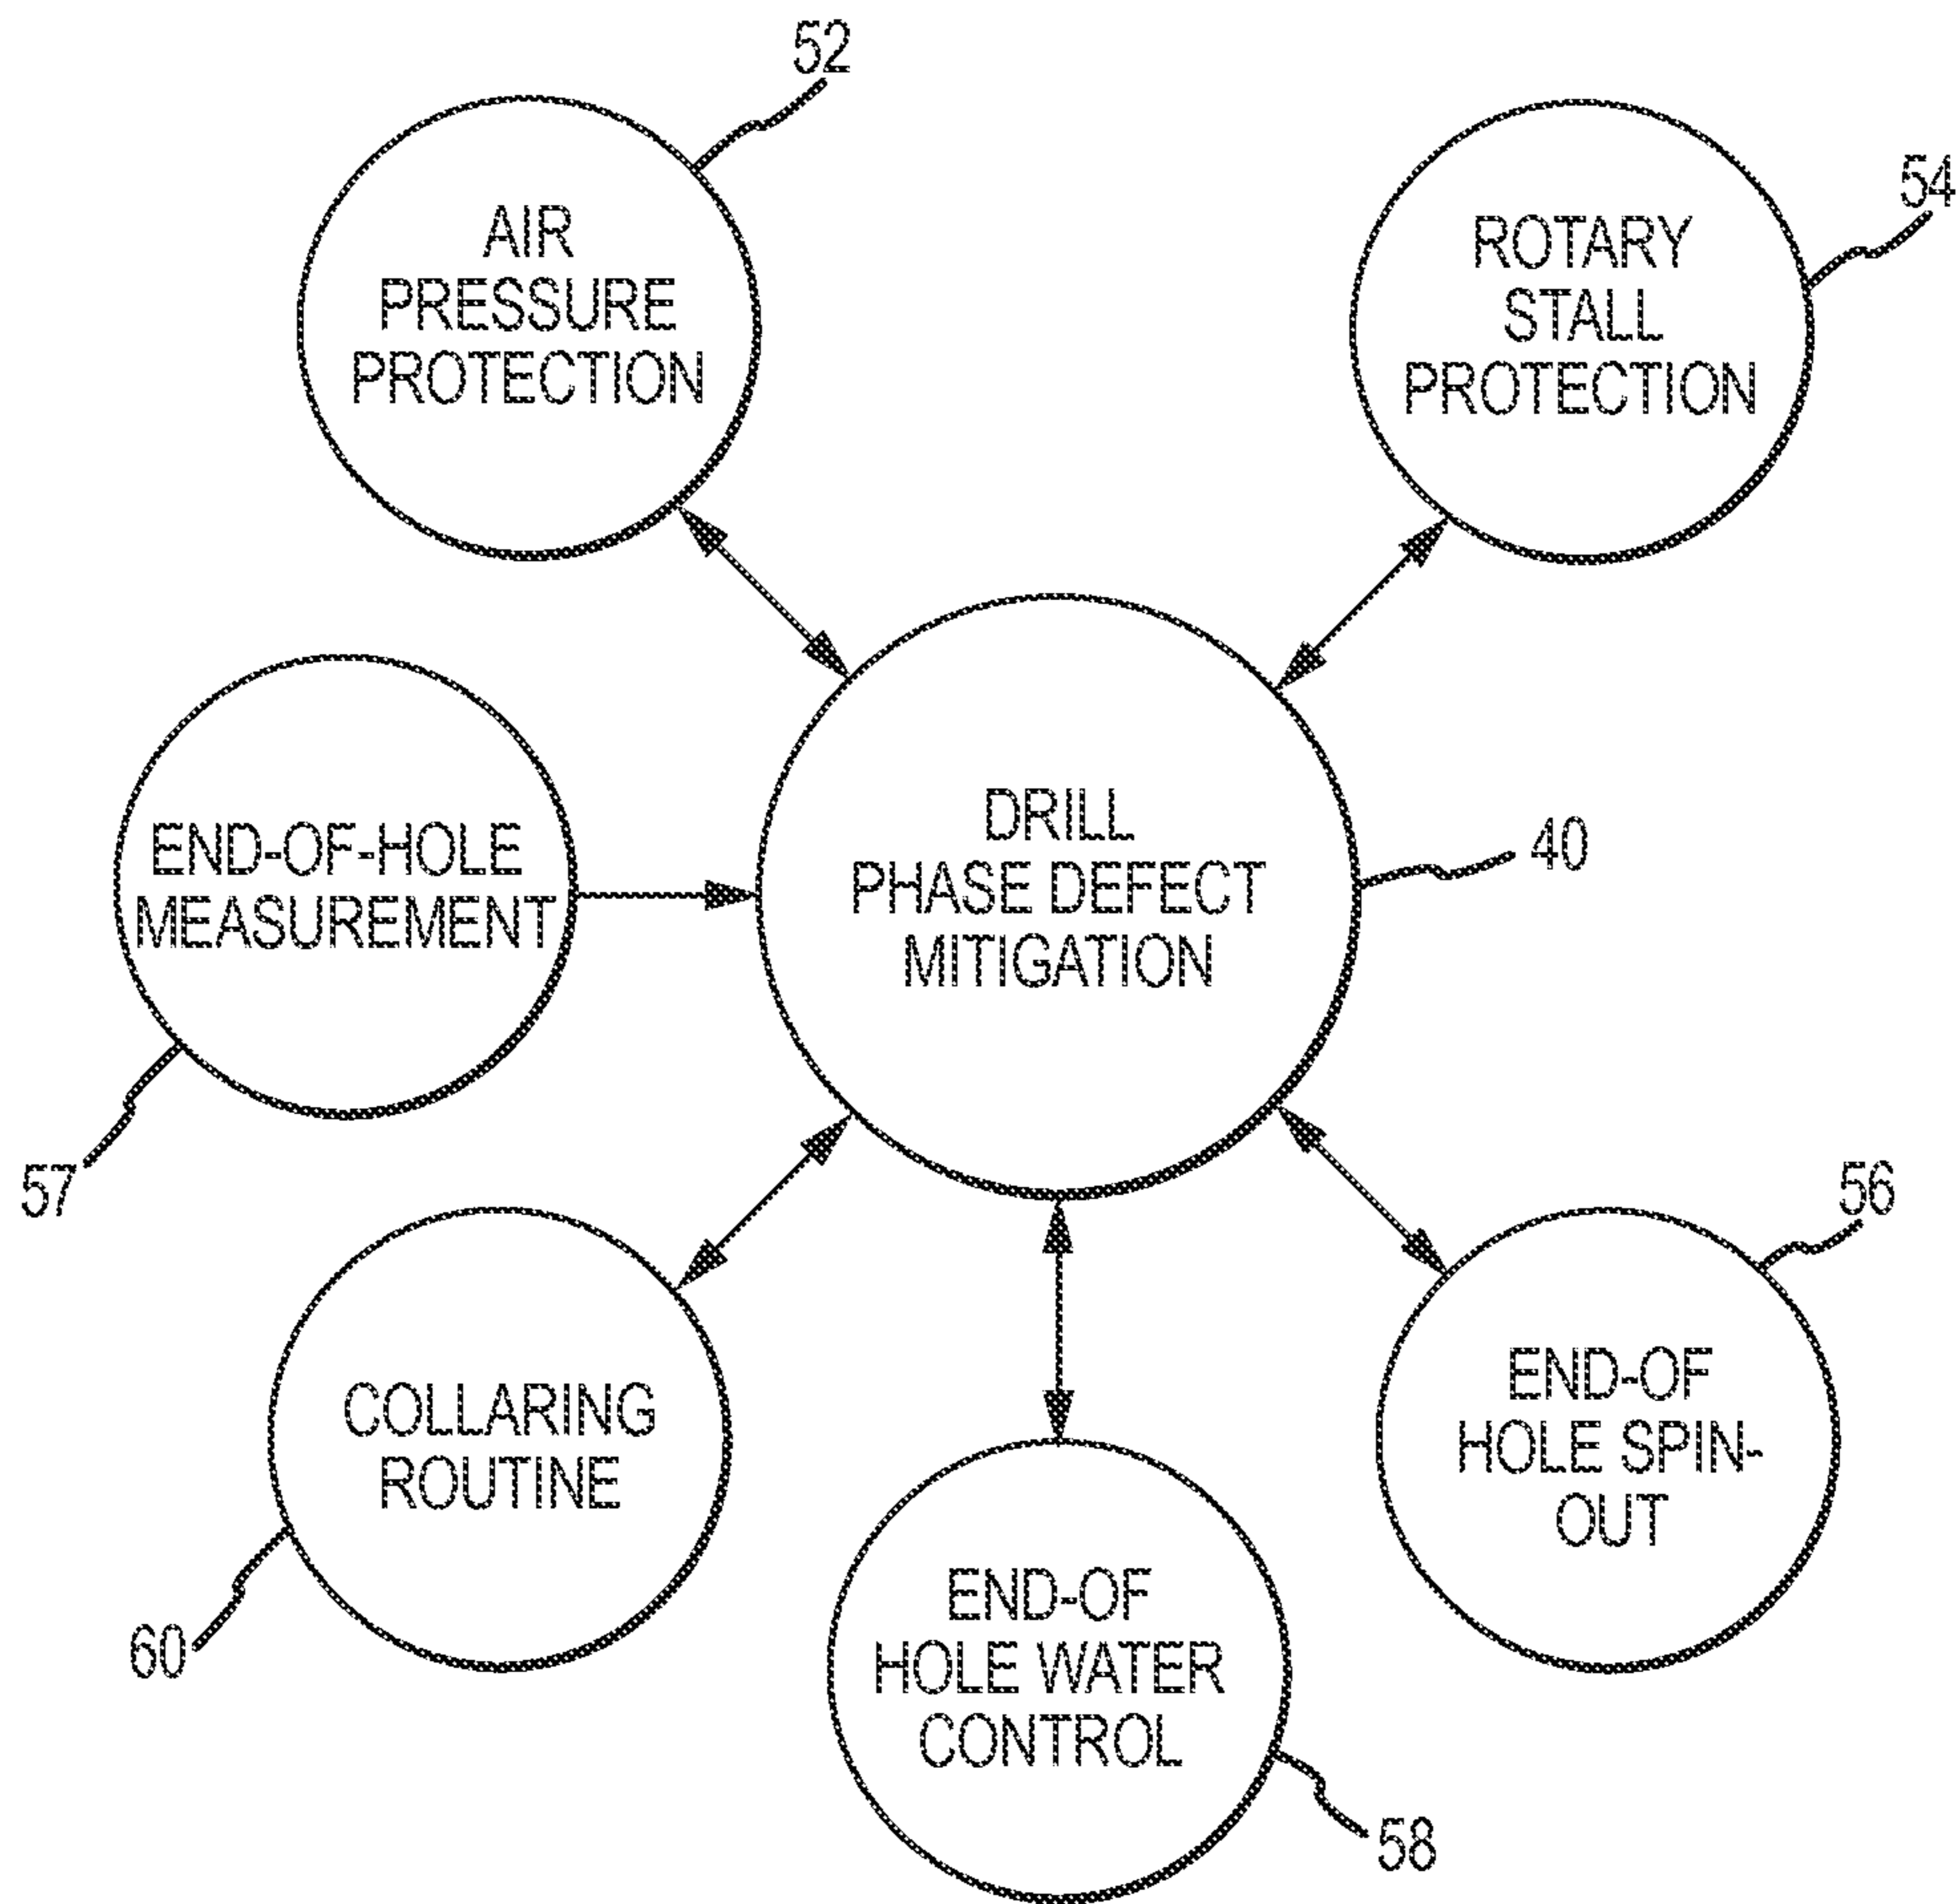 52
AIR
PRESSURE
PROTECTION
54
ROTARY
STALL
PROTECTION
END-OF-HOLE
MEASUREMENT
57
DRILL
PHASE DEFECT
MITIGATION
40
COLLARING
ROUTINE
60
END-OF
HOLE WATER
CONTROL
58
56
END-OF
HOLE SPIN-
OUT